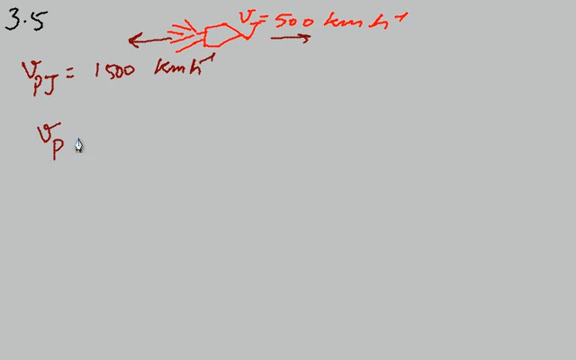 3.5
v_J = 500 km h⁻¹
v_PJ = 1500 km h⁻¹
v_P